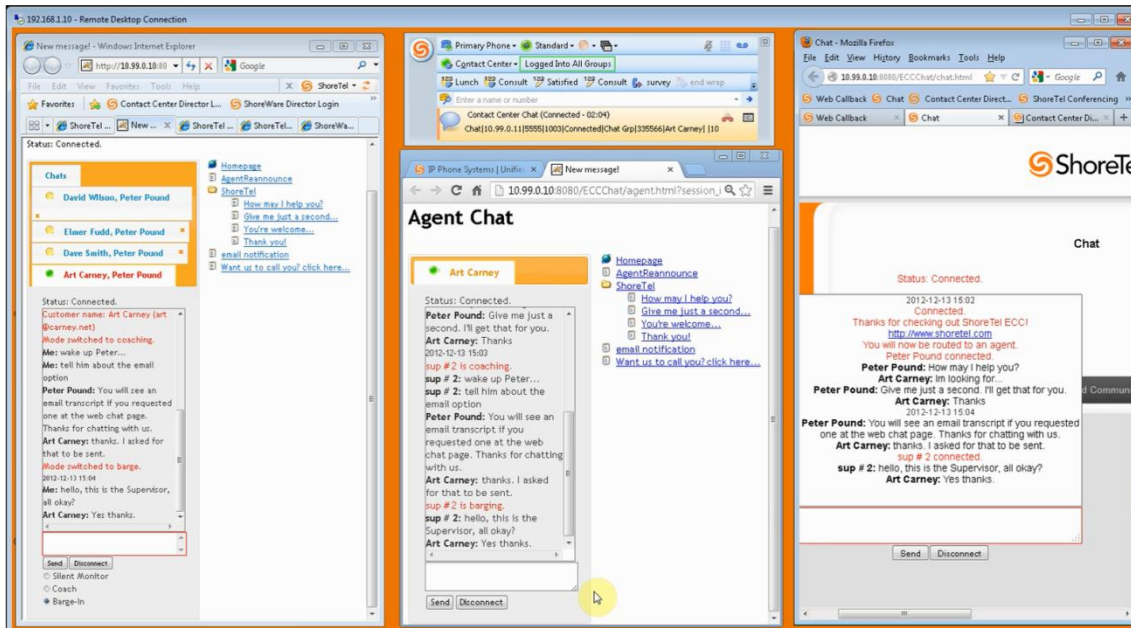 192.168.1.10 - Remote Desktop Connection
New message! - Windows Internet Explorer
http://10.99.0.10:80
Google
File Edit View Favorites Tools Help
ShoreTel
Favorites
Contact Center Director L...
ShoreWare Director Login
ShoreTel ...
New ...
ShoreTel ...
ShoreTel...
ShoreWa...
Status: Connected.
Chats
David Wilson, Peter Pound
Elmer Fudd, Peter Pound
Dave Smith, Peter Pound
Art Carney, Peter Pound
Homepage
AgentReannounce
ShoreTel
How may I help you?
Give me just a second...
You're welcome...
Thank you!
email notification
Want us to call you? click here...
Status: Connected.
Customer name: Art Carney (art
@carney.net)
Mode switched to coaching.
Me: wake up Peter...
Me: tell him about the email
option
Peter Pound: You will see an
email transcript if you requested
one at the web chat page.
Thanks for chatting with us.
Art Carney: thanks. I asked for
that to be sent.
Mode switched to barge.
2012-12-13 15:04
Me: hello, this is the Supervisor,
all okay?
Art Carney: Yes thanks.
Send Disconnect
Silent Monitor
Coach
Barge-In
Primary Phone
Standard
Contact Center
Logged Into All Groups
Lunch Consult Satisfied Consult survey end wrap
Enter a name or number
Contact Center Chat (Connected - 02:04)
Chat|10.99.0.11|5555|1003|Connected|Chat Grp|335566|Art Carney| |10
IP Phone Systems | Unifie
New message!
10.99.0.10:8080/ECCChat/agent.html?session_i
Agent Chat
Art Carney
Homepage
AgentReannounce
ShoreTel
How may I help you?
Give me just a second...
You're welcome...
Thank you!
email notification
Want us to call you? click here...
Status: Connected.
Peter Pound: Give me just a
second. I'll get that for you.
Art Carney: Thanks
2012-12-13 15:03
sup # 2 is coaching.
sup # 2: wake up Peter...
sup # 2: tell him about the
email option
Peter Pound: You will see an
email transcript if you
requested one at the web
chat page. Thanks for chatting
with us.
Art Carney: thanks. I asked
for that to be sent.
sup # 2 is barging.
sup # 2: hello, this is the
Supervisor, all okay?
Art Carney: Yes thanks.
Send Disconnect
Chat - Mozilla Firefox
File Edit View History Bookmarks Tools Help
10.99.0.10:8080/ECCChat/chat.html
Google
Web Callback
Chat
Contact Center Direct...
ShoreTel Conferencing
Web Callback
Chat
Contact Center Di...
ShoreTe
Chat
Status: Connected.
2012-12-13 15:02
Connected.
Thanks for checking out ShoreTel ECC!
http://www.shoretel.com
You will now be routed to an agent.
Peter Pound connected.
Peter Pound: How may I help you?
Art Carney: Im looking for...
Peter Pound: Give me just a second. I'll get that for you.
Art Carney: Thanks
2012-12-13 15:04
Peter Pound: You will see an email transcript if you requested
one at the web chat page. Thanks for chatting with us.
Art Carney: thanks. I asked for that to be sent.
sup # 2 connected.
sup # 2: hello, this is the Supervisor, all okay?
Art Carney: Yes thanks.
d Commun
Send Disconnect